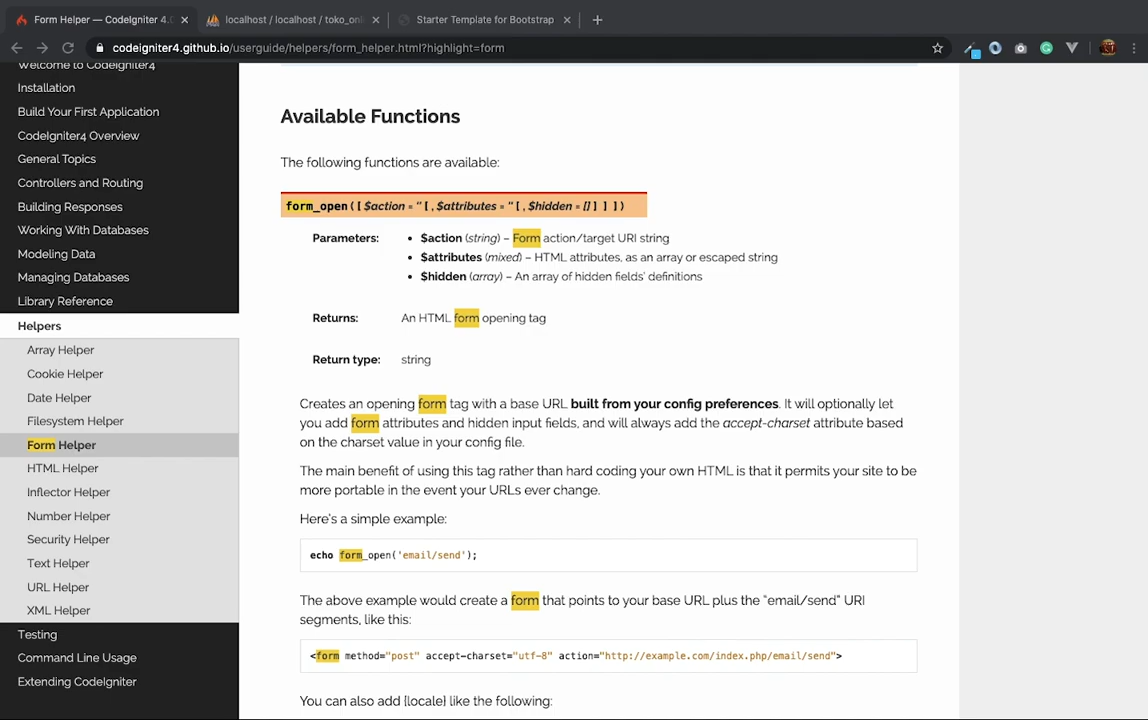 Form Helper — CodeIgniter 4.0
localhost / localhost / toko_onl
Starter Template for Bootstrap
codeigniter4.github.io/userguide/helpers/form_helper.html?highlight=form
Welcome to CodeIgniter4
Installation
Build Your First Application
CodeIgniter4 Overview
General Topics
Controllers and Routing
Building Responses
Working With Databases
Modeling Data
Managing Databases
Library Reference
Helpers
Array Helper
Cookie Helper
Date Helper
Filesystem Helper
Form Helper
HTML Helper
Inflector Helper
Number Helper
Security Helper
Text Helper
URL Helper
XML Helper
Testing
Command Line Usage
Extending CodeIgniter
Available Functions
The following functions are available:
form_open([$action = ''[, $attributes = ''[, $hidden = []]]])
Parameters:
• $action (string) – Form action/target URI string
• $attributes (mixed) – HTML attributes, as an array or escaped string
• $hidden (array) – An array of hidden fields' definitions
Returns: An HTML form opening tag
Return type: string
Creates an opening form tag with a base URL built from your config preferences. It will optionally let
you add form attributes and hidden input fields, and will always add the accept-charset attribute based
on the charset value in your config file.
The main benefit of using this tag rather than hard coding your own HTML is that it permits your site to be
more portable in the event your URLs ever change.
Here's a simple example:
echo form_open('email/send');
The above example would create a form that points to your base URL plus the "email/send" URI
segments, like this:
<form method="post" accept-charset="utf-8" action="http://example.com/index.php/email/send">
You can also add {locale} like the following: